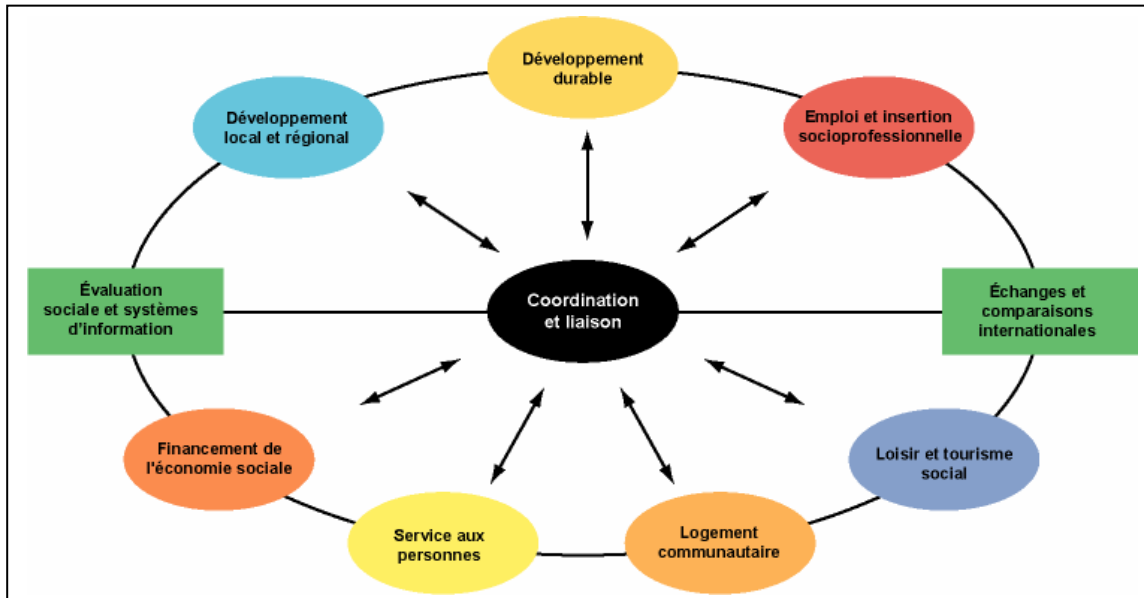 Développement
durable
Développement
local et régional
Emploi et insertion
socioprofessionnelle
Évaluation
sociale et systèmes
d'information
Coordination
et liaison
Échanges et
comparaisons
internationales
Financement de
l'économie sociale
Loisir et tourisme
social
Service aux
personnes
Logement
communautaire